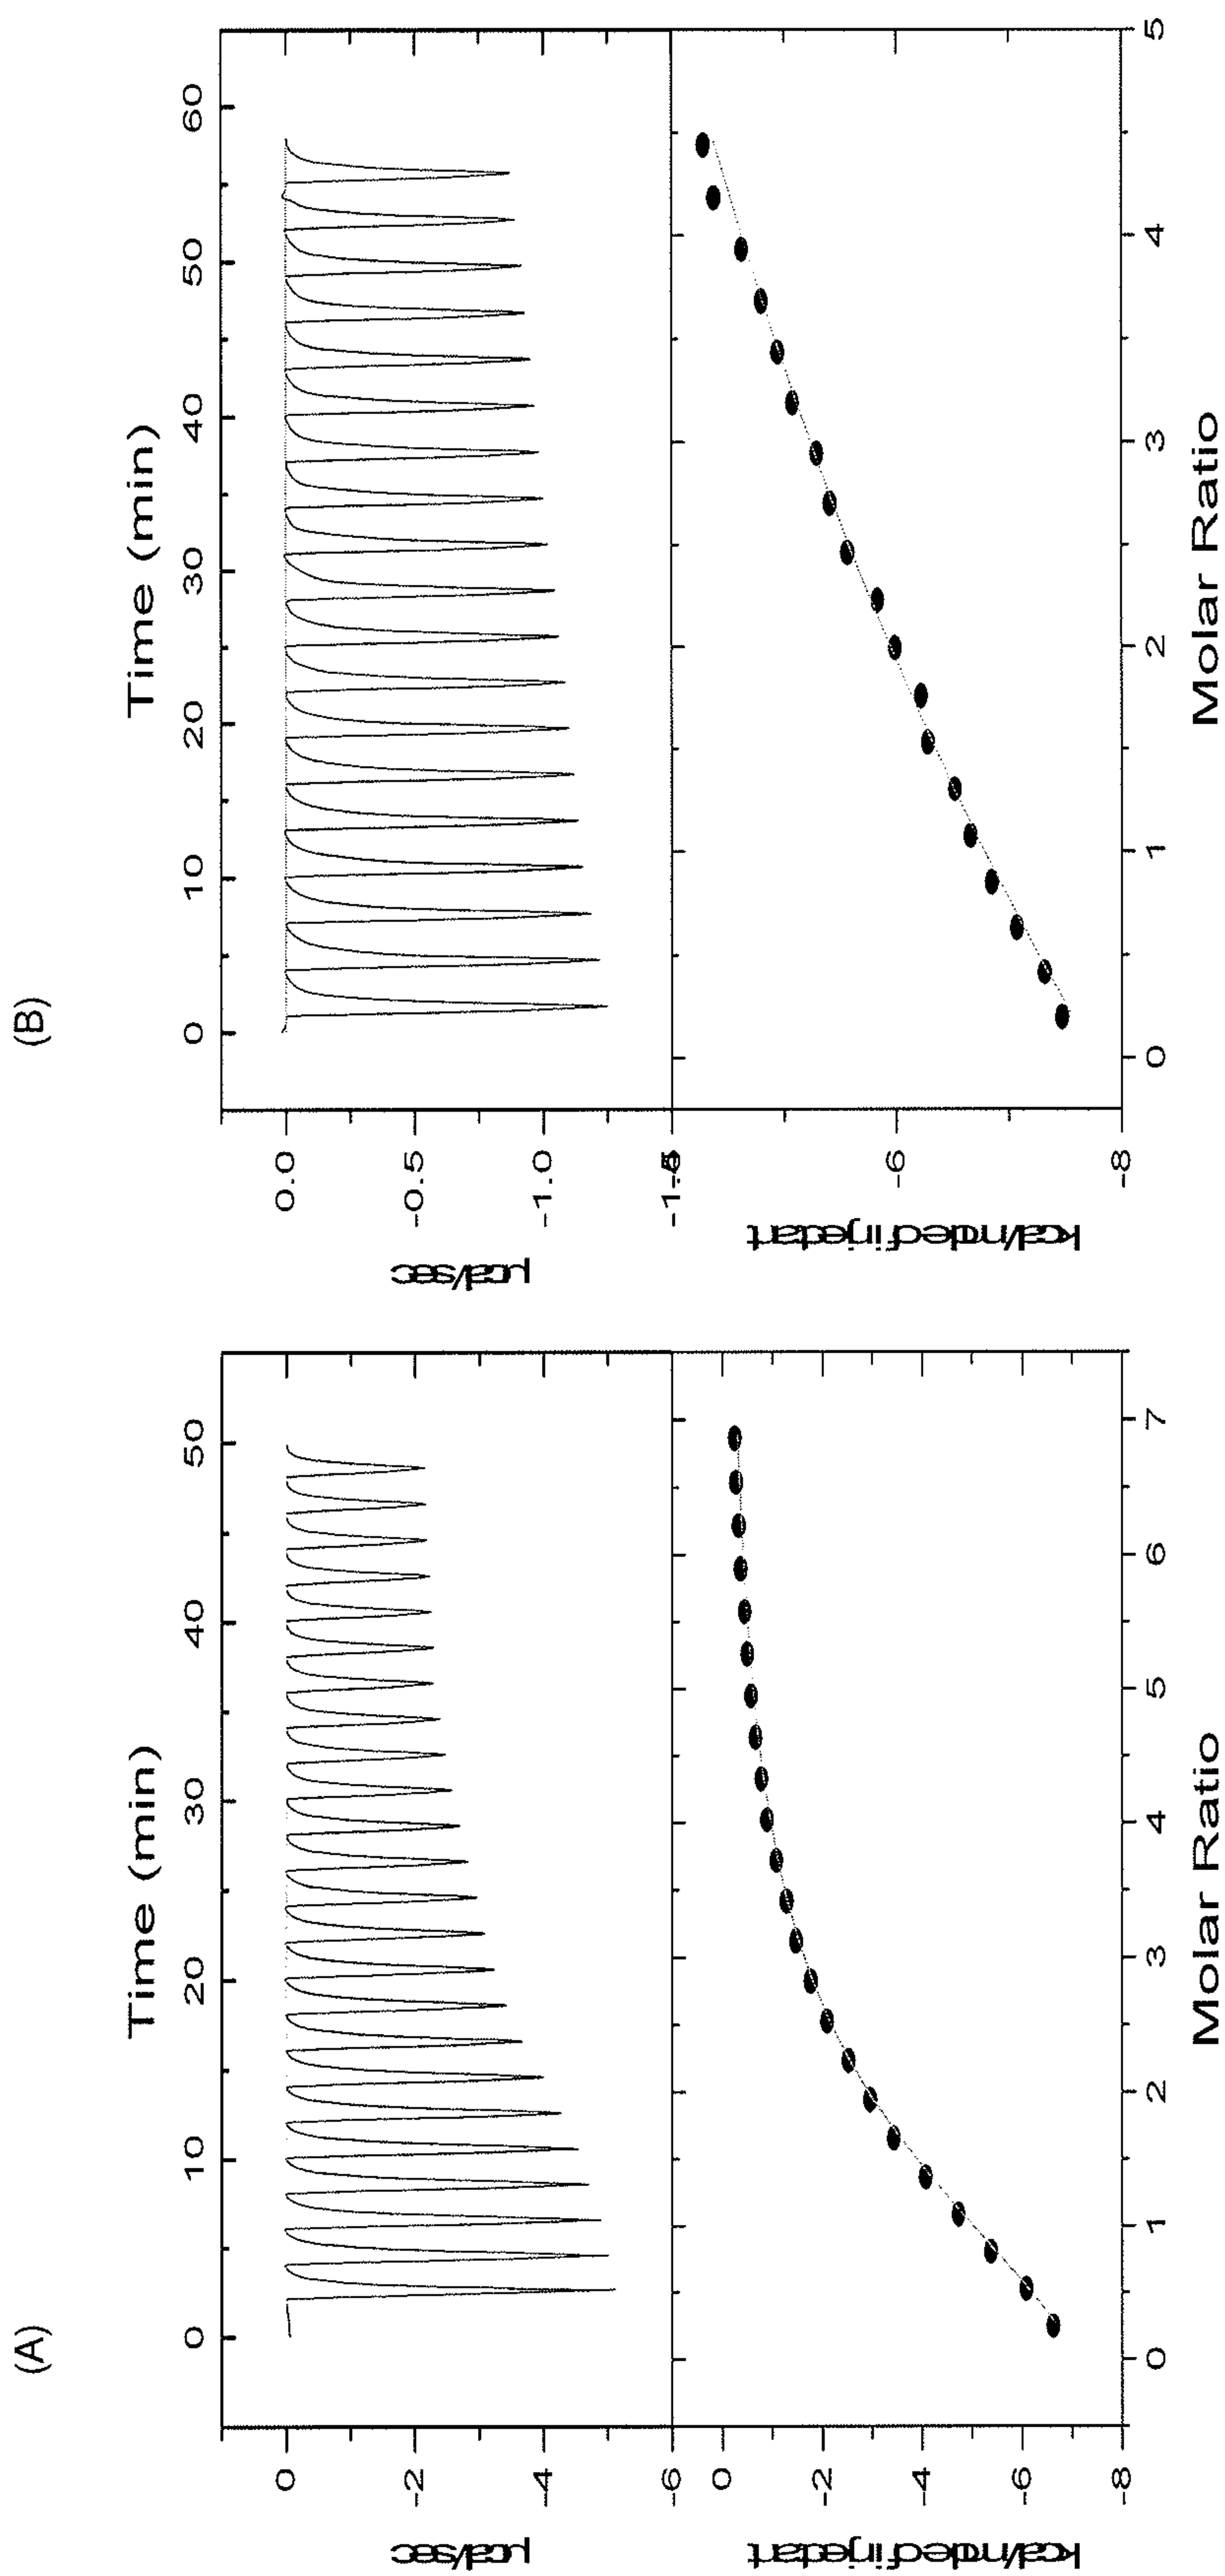 (A)
Time (min)
0 10 20 30 40 50
0
-2
-4
-6
µcal/sec
0
-2
-4
-6
-8
kcal/mole of injectant
0 1 2 3 4 5 6 7
Molar Ratio
(B)
Time (min)
0 10 20 30 40 50 60
0.0
-0.5
-1.0
-1.5
µcal/sec
-6
-8
kcal/mole of injectant
0 1 2 3 4 5
Molar Ratio